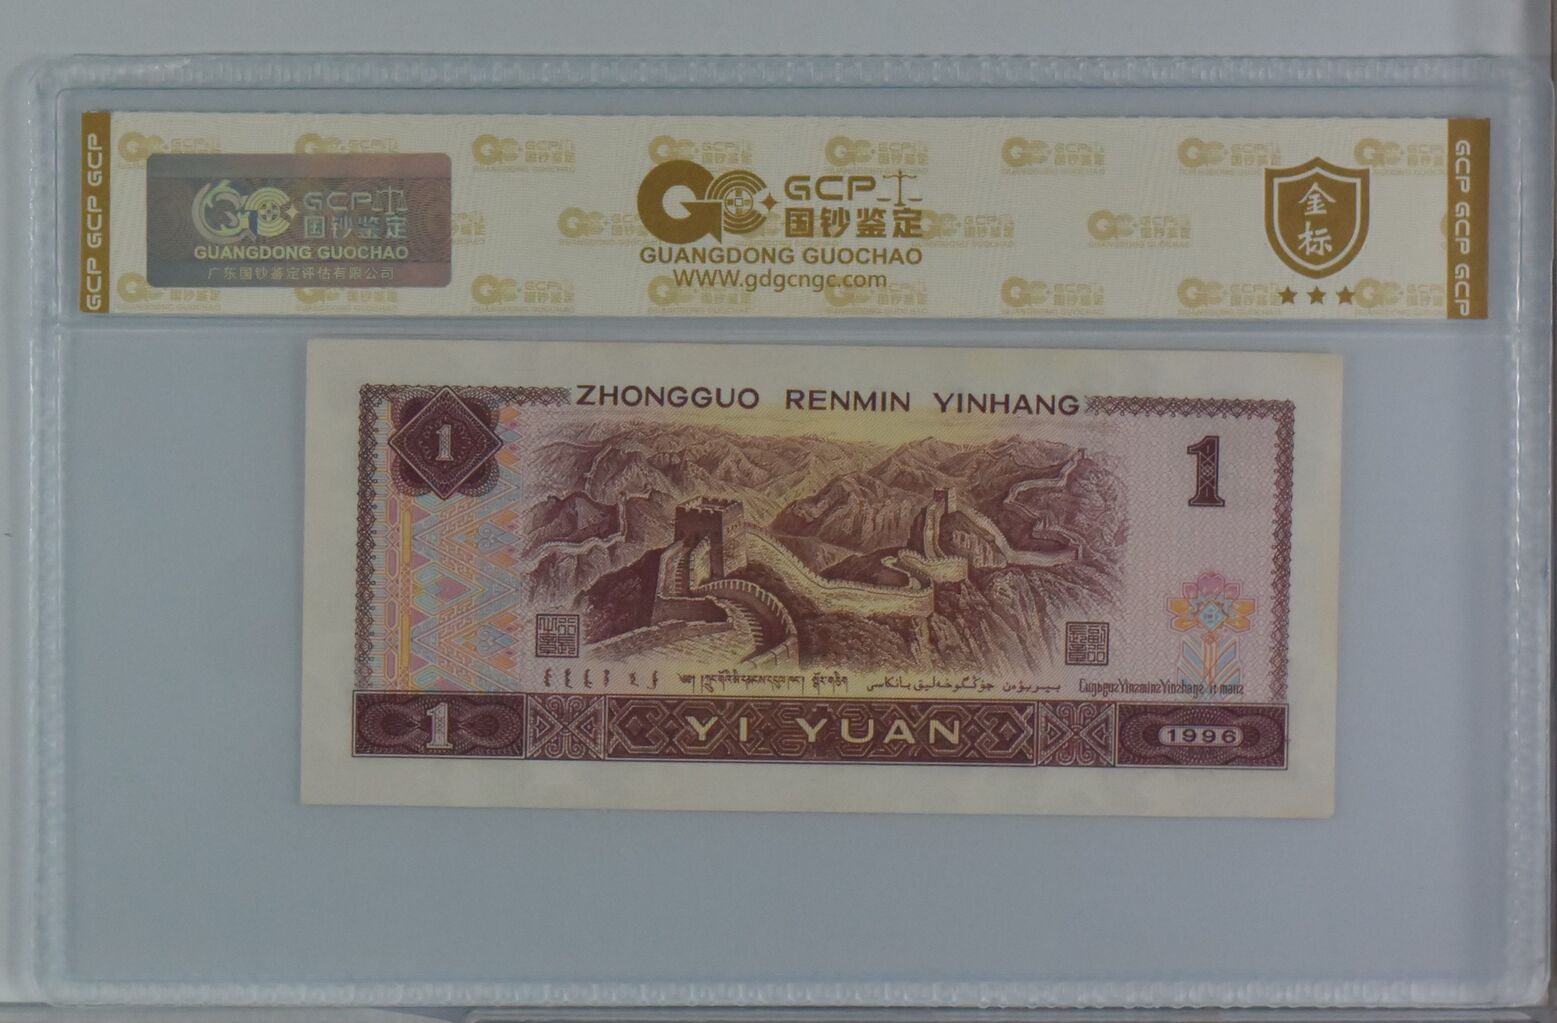 GCP GCP GCP
GCP
国钞鉴定
GUANGDONG GUOCHAO
广东国钞鉴定评估有限公司
GCP
国钞鉴定
GUANGDONG GUOCHAO
WWW.gdgcngc.com
金
标
GCP GCP GCP
ZHONGGUO RENMIN YINHANG
1
1
1
YI YUAN
1996